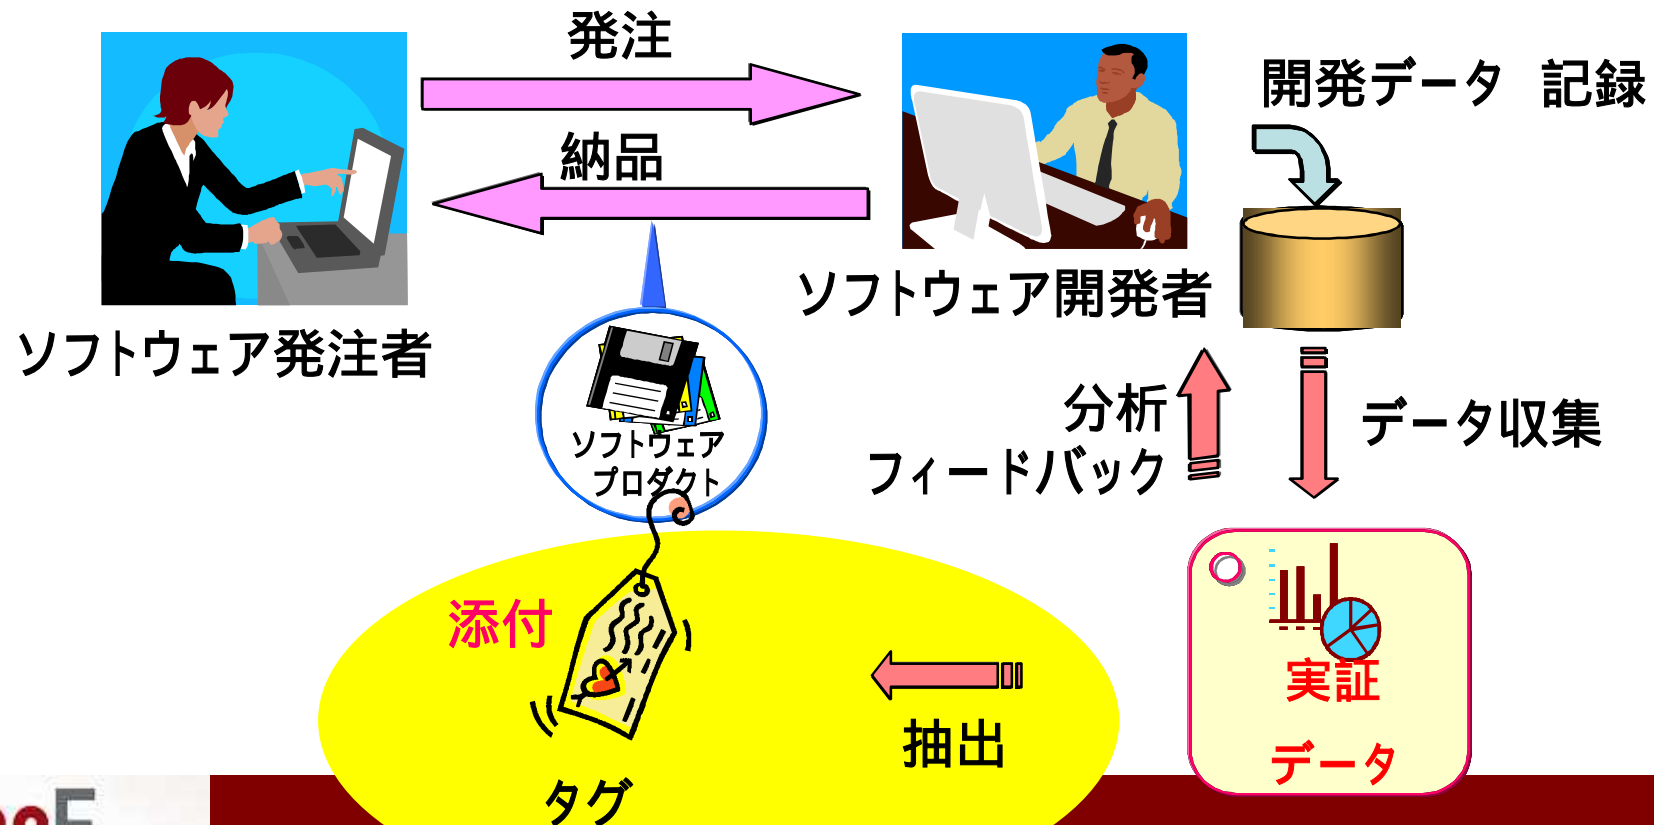 発注
開発データ 記録
納品
ソフトウェア開発者
ソフトウェア発注者
分析
フィードバック
データ収集
ソフトウェア
プロダクト
添付
実証
データ
抽出
タグ